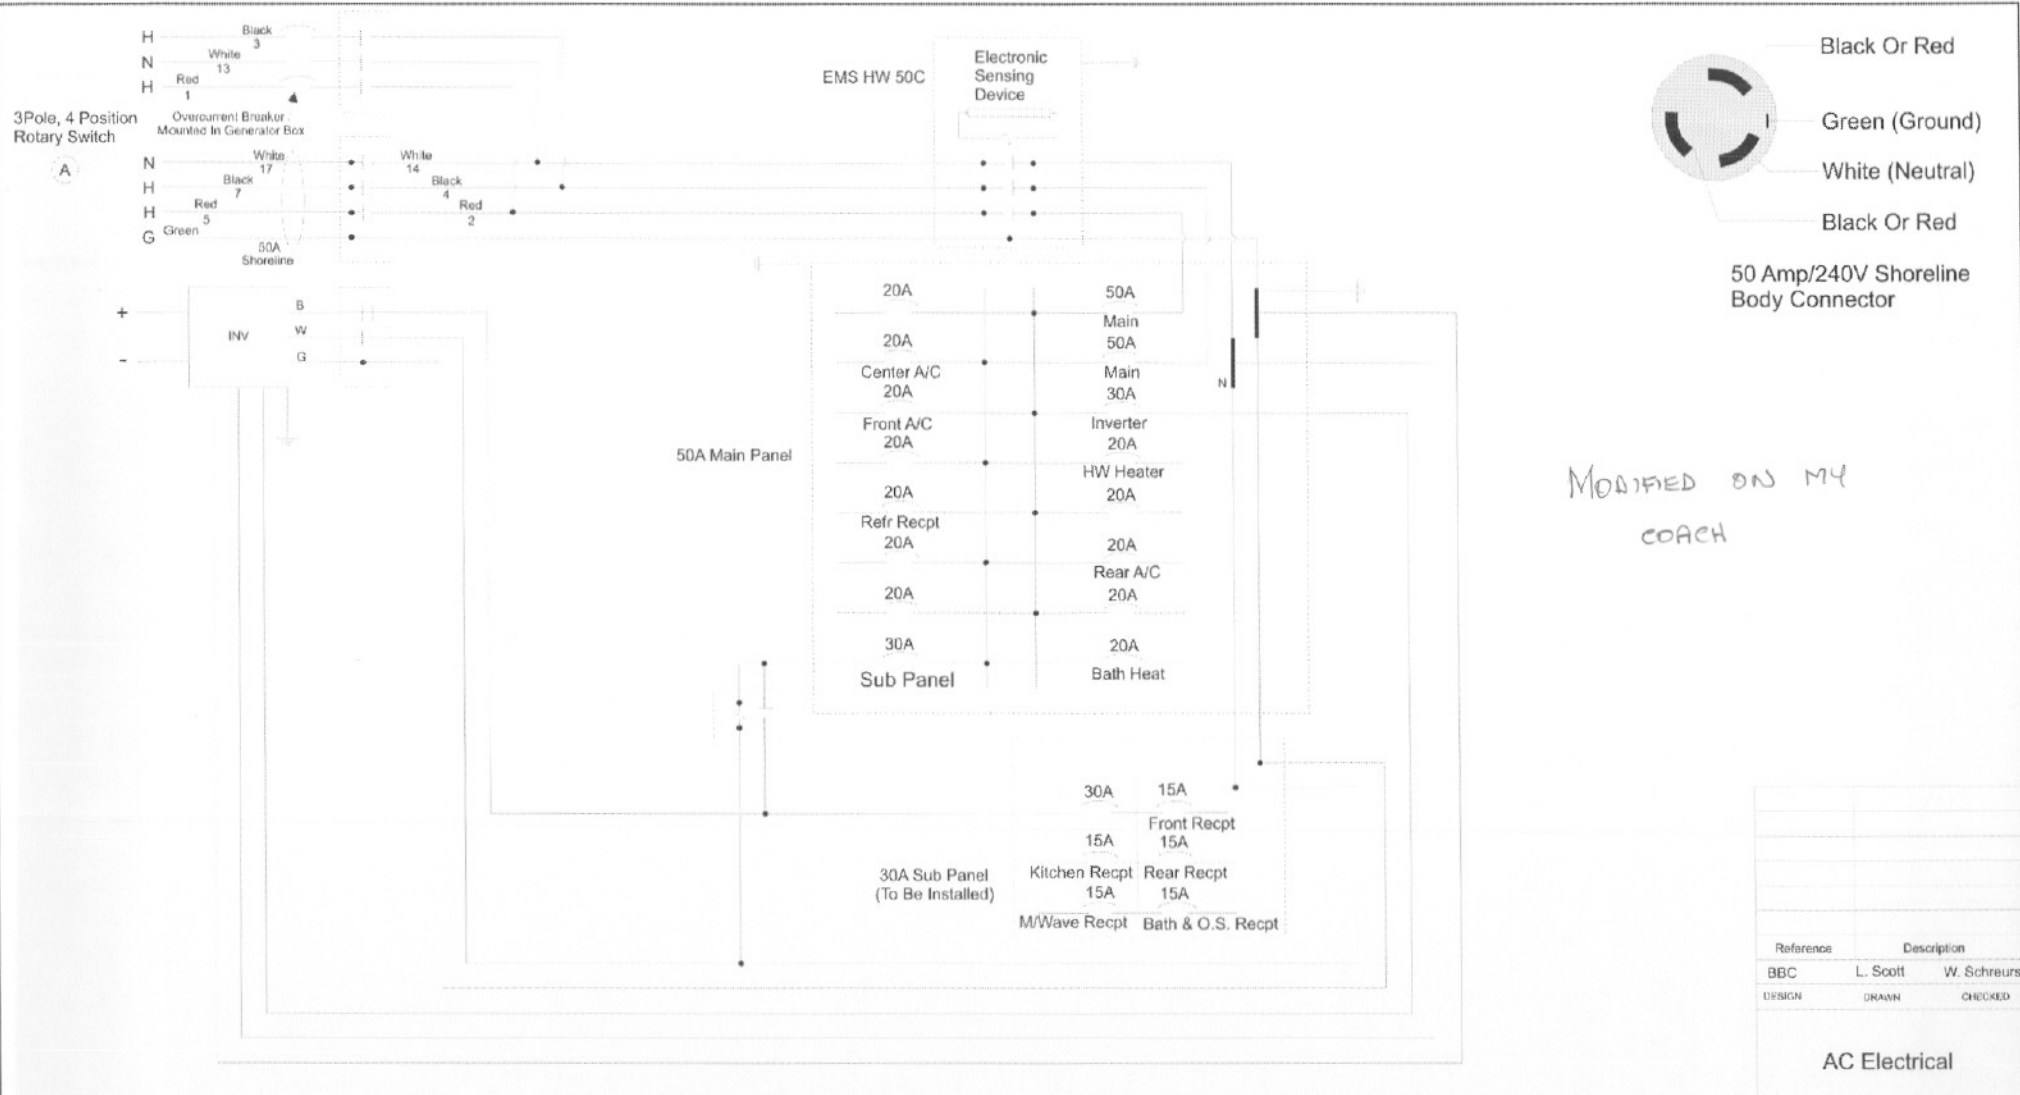 H Black 3
N White 13
H Red 1
Overcurrent Breaker
Mounted In Generator Box
3Pole, 4 Position
Rotary Switch
A
N White 17
H Black 7
H Red 5
G Green
50A
Shoreline
White 14
Black 4
Red 2
EMS HW 50C
Electronic
Sensing
Device
Black Or Red
Green (Ground)
White (Neutral)
Black Or Red
50 Amp/240V Shoreline
Body Connector
+
-
INV
B
W
G
50A Main Panel
20A 50A
Main
20A 50A
Center A/C Main
20A 30A
Front A/C Inverter
20A 20A
HW Heater
20A 20A
Refr Recpt
20A 20A
Rear A/C
20A 20A
30A 20A
Sub Panel Bath Heat
N
MODIFIED ON MY
COACH
30A Sub Panel
(To Be Installed)
30A 15A
Front Recpt
15A 15A
Kitchen Recpt Rear Recpt
15A 15A
M/Wave Recpt Bath & O.S. Recpt
Reference Description
BBC L. Scott W. Schreurs
DESIGN DRAWN CHECKED
AC Electrical